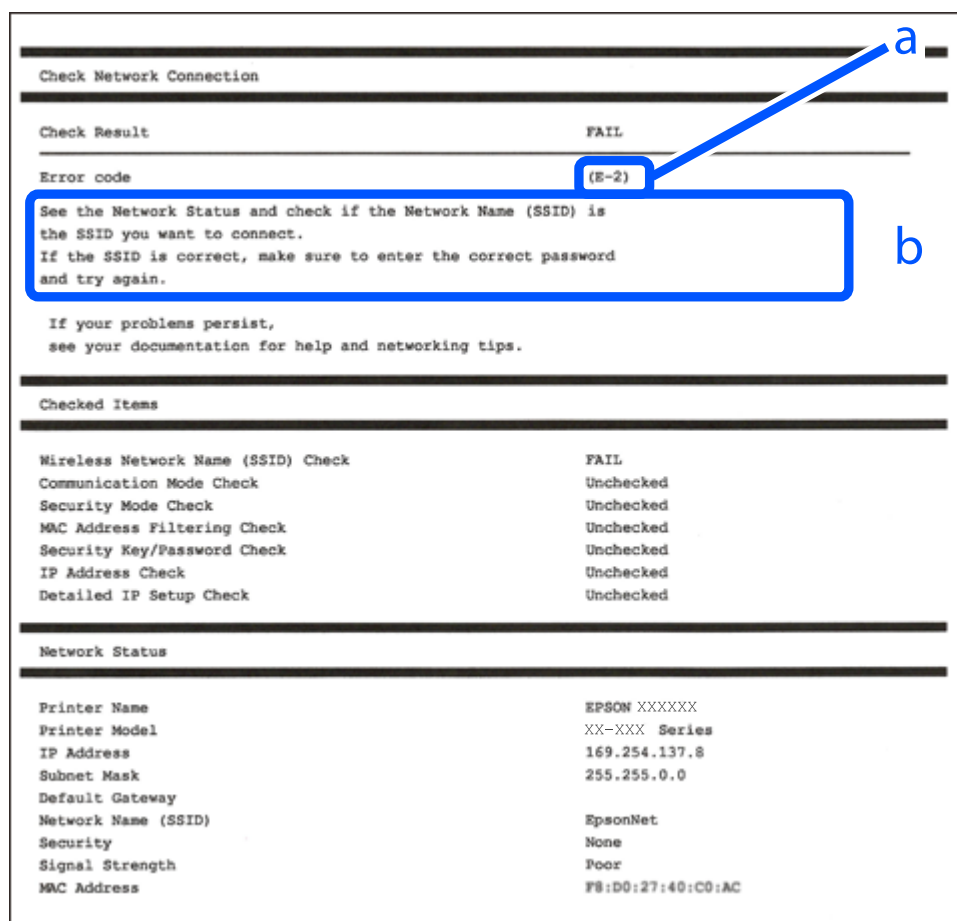 a
Check Network Connection
Check Result FAIL
Error code (E-2)
See the Network Status and check if the Network Name (SSID) is
the SSID you want to connect.
If the SSID is correct, make sure to enter the correct password
and try again.
b
If your problems persist,
see your documentation for help and networking tips.
Checked Items
Wireless Network Name (SSID) Check FAIL
Communication Mode Check Unchecked
Security Mode Check Unchecked
MAC Address Filtering Check Unchecked
Security Key/Password Check Unchecked
IP Address Check Unchecked
Detailed IP Setup Check Unchecked
Network Status
Printer Name EPSON XXXXXX
Printer Model XX-XXX Series
IP Address 169.254.137.8
Subnet Mask 255.255.0.0
Default Gateway
Network Name (SSID) EpsonNet
Security None
Signal Strength Poor
MAC Address F8:D0:27:40:C0:AC